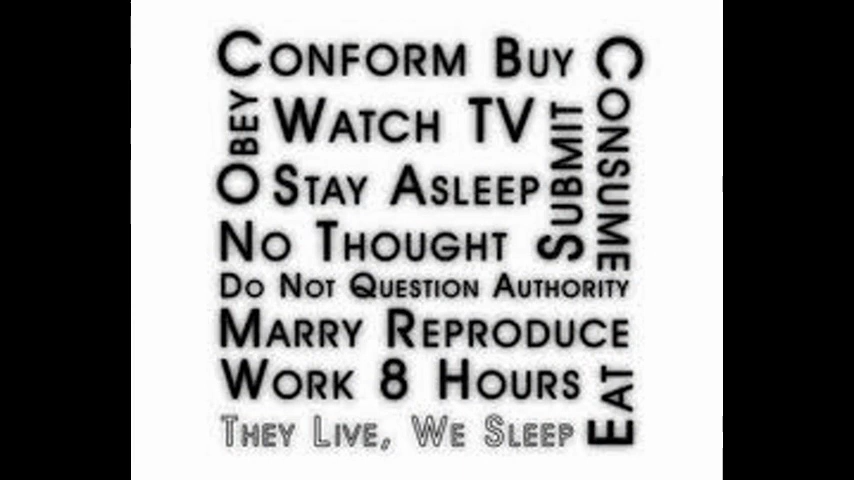 CONFORM BUY
CONSUME
OBEY
WATCH TV
SUBMIT
STAY ASLEEP
NO THOUGHT
DO NOT QUESTION AUTHORITY
MARRY REPRODUCE
WORK 8 HOURS
EAT
THEY LIVE, WE SLEEP